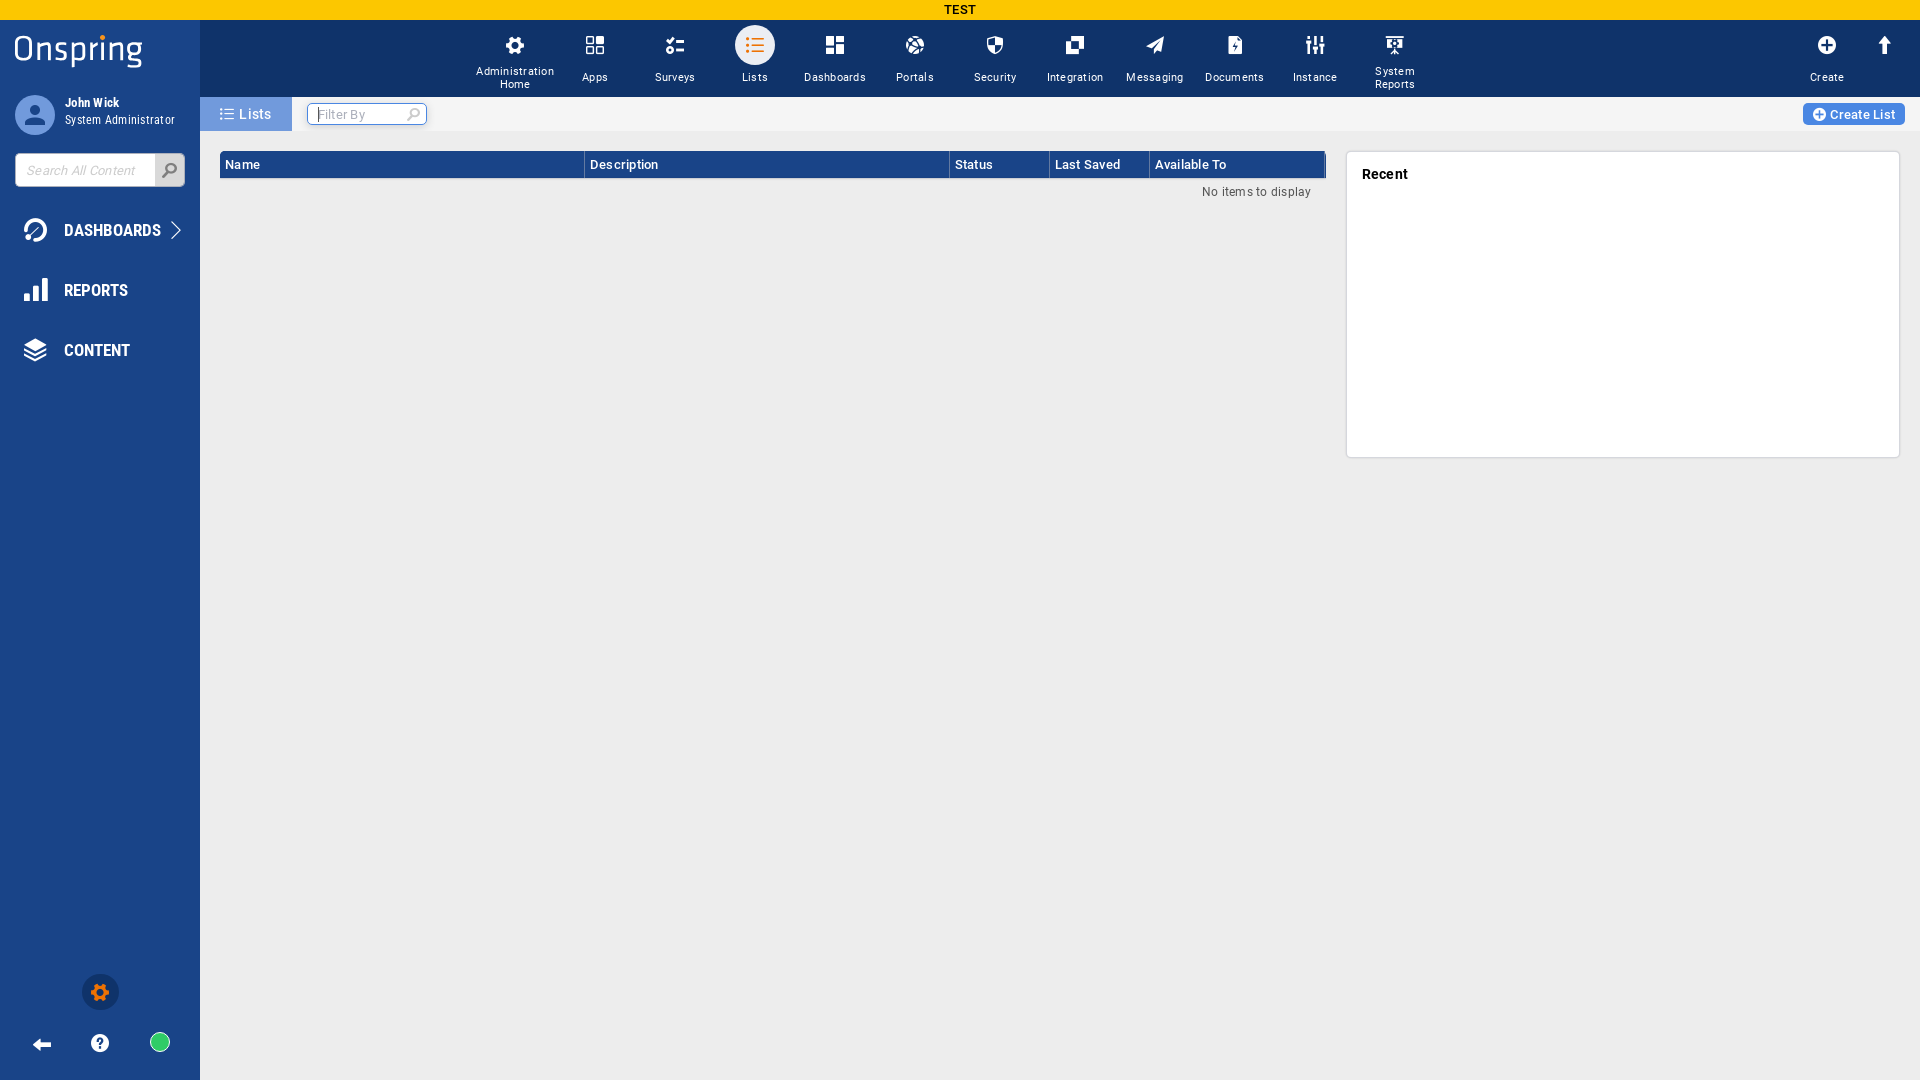 TEST
Onspring
John Wick
System Administrator
Search All Content
DASHBOARDS
REPORTS
CONTENT
Administration
Home
Apps
Surveys
Lists
Dashboards
Portals
Security
Integration
Messaging
Documents
Instance
System
Reports
Create
Lists
Filter By
Create List
Name Description Status Last Saved Available To
No items to display
Recent